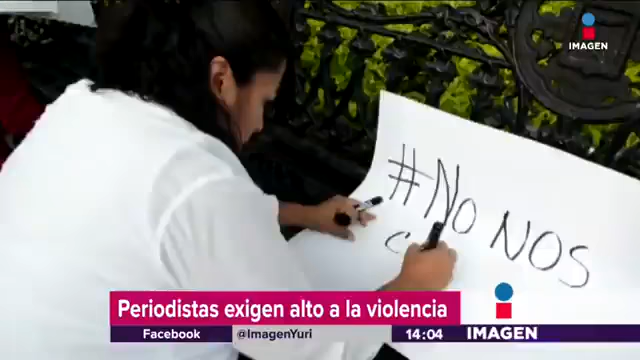 IMAGEN
#No NOS
C
Periodistas exigen alto a la violencia
Facebook @ImagenYuri 14:04 IMAGEN